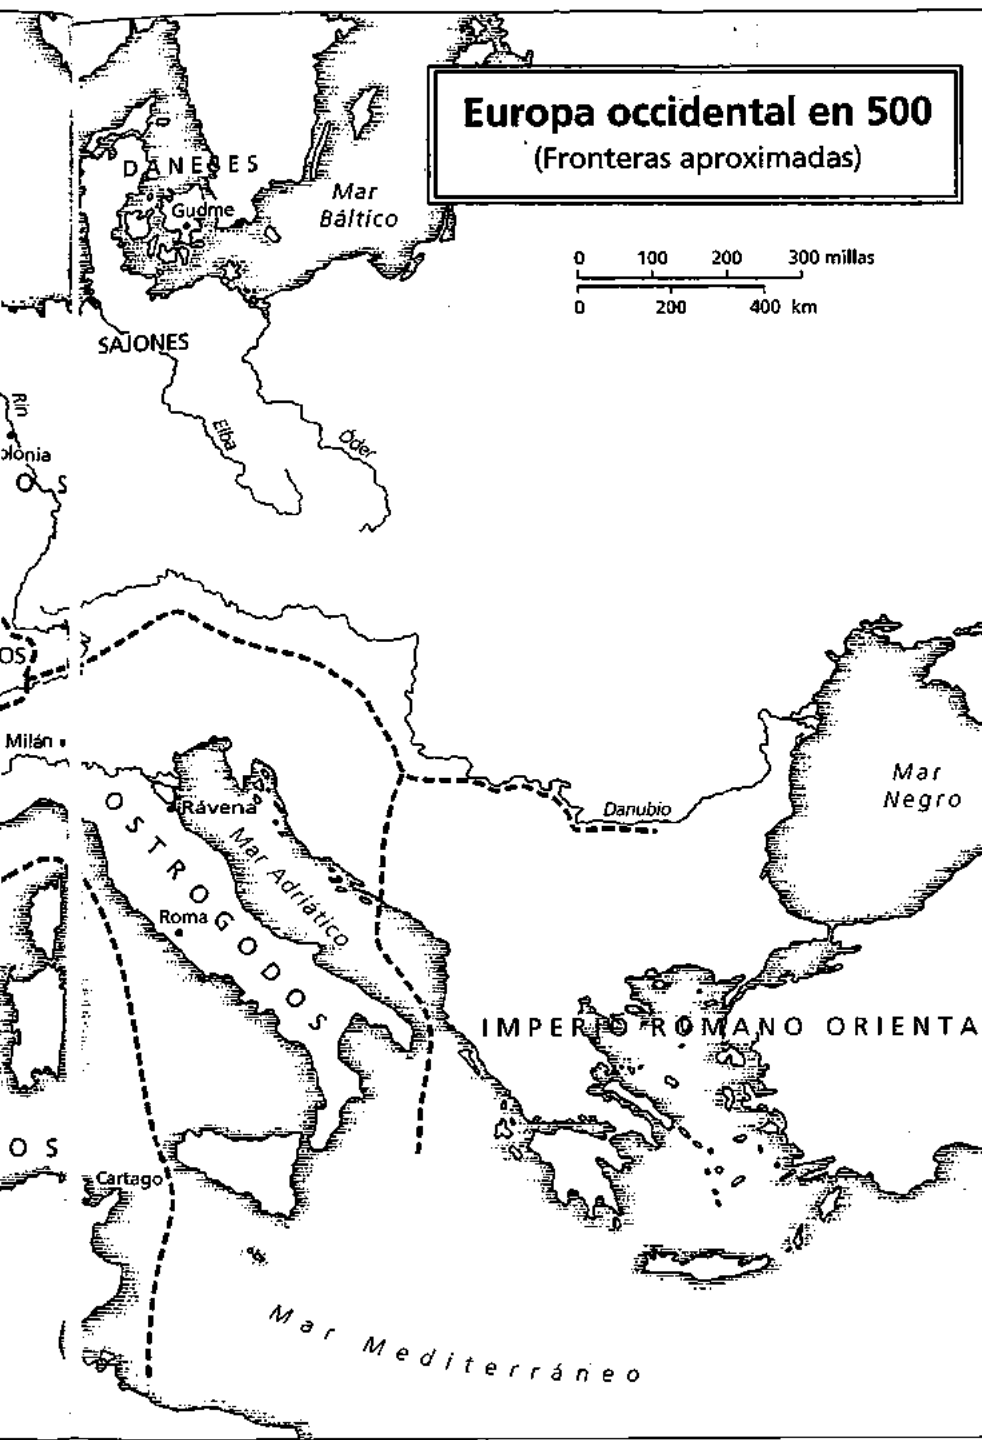 Europa occidental en 500
(Fronteras aproximadas)
DANESES
Gudme
Mar
Báltico
0 100 200 300 millas
0 200 400 km
SAJONES
Rin
olonia
O S
Elba
Óder
OS
Milán
Rávena
OSTROGODOS
Mar Adriático
Roma
Danubio
Mar
Negro
IMPERIO ROMANO ORIENTA
O S
Cartago
Mar Mediterráneo